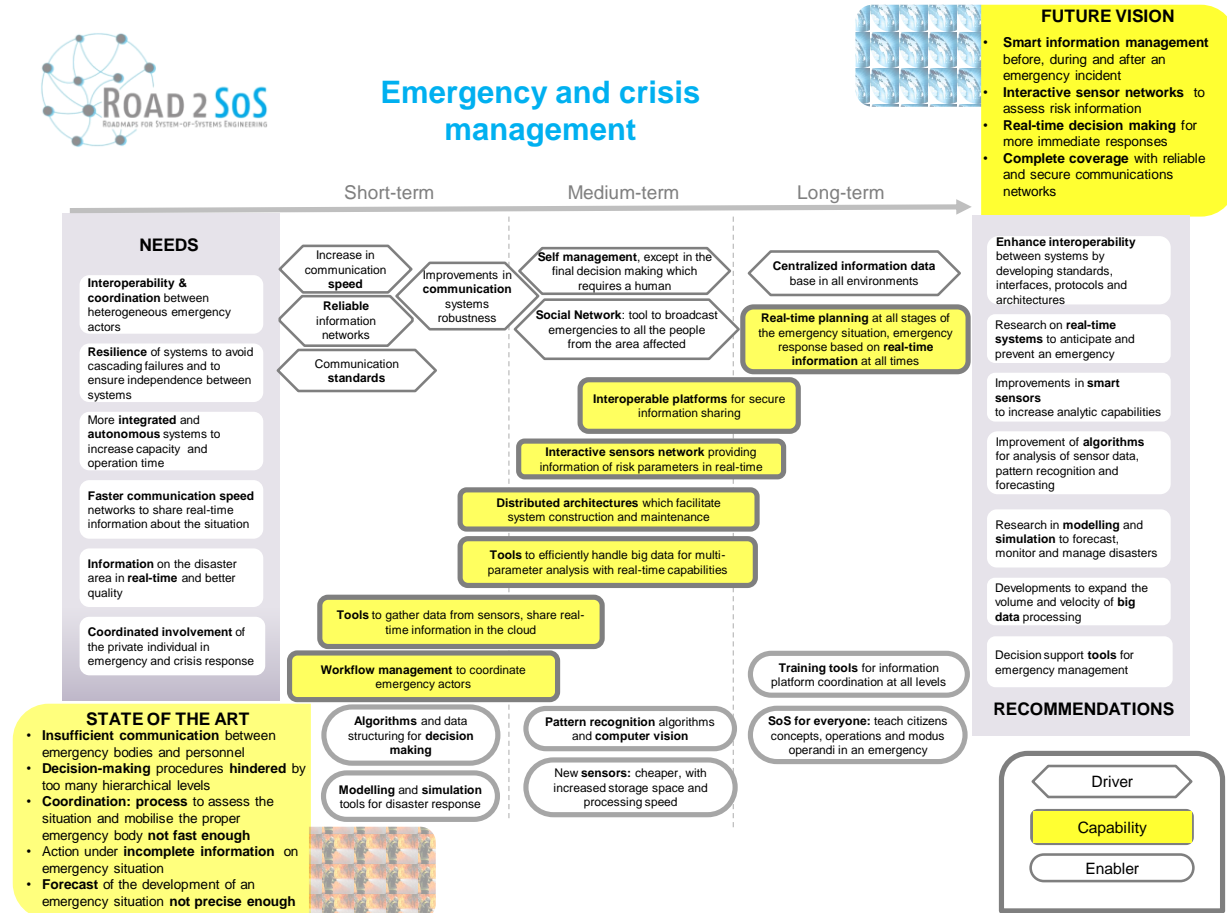 ROAD 2 SOS
ROADMAPS FOR SYSTEM-OF-SYSTEMS ENGINEERING
Emergency and crisis
management
FUTURE VISION
• Smart information management
before, during and after an
emergency incident
• Interactive sensor networks to
assess risk information
• Real-time decision making for
more immediate responses
• Complete coverage with reliable
and secure communications
networks
Short-term
Medium-term
Long-term
NEEDS
Interoperability &
coordination between
heterogeneous emergency
actors
Resilience of systems to avoid
cascading failures and to
ensure independence between
systems
More integrated and
autonomous systems to
increase capacity and
operation time
Faster communication speed
networks to share real-time
information about the situation
Information on the disaster
area in real-time and better
quality
Coordinated involvement of
the private individual in
emergency and crisis response
Increase in
communication
speed
Reliable
information
networks
Communication
standards
Improvements in
communication
systems
robustness
Self management, except in the
final decision making which
requires a human
Social Network: tool to broadcast
emergencies to all the people
from the area affected
Centralized information data
base in all environments
Real-time planning at all stages
of the emergency situation, emergency
response based on real-time
information at all times
Interoperable platforms for secure
information sharing
Interactive sensors network providing
information of risk parameters in real-time
Distributed architectures which facilitate
system construction and maintenance
Tools to efficiently handle big data for multi-
parameter analysis with real-time capabilities
Tools to gather data from sensors, share real-
time information in the cloud
Workflow management to coordinate
emergency actors
Training tools for information
platform coordination at all levels
Algorithms and data
structuring for decision
making
Pattern recognition algorithms
and computer vision
SoS for everyone: teach citizens
concepts, operations and modus
operandi in an emergency
Modelling and simulation
tools for disaster response
New sensors: cheaper, with
increased storage space and
processing speed
Enhance interoperability
between systems by
developing standards,
interfaces, protocols and
architectures
Research on real-time
systems to anticipate and
prevent an emergency
Improvements in smart
sensors
to increase analytic capabilities
Improvement of algorithms
for analysis of sensor data,
pattern recognition and
forecasting
Research in modelling and
simulation to forecast,
monitor and manage disasters
Developments to expand the
volume and velocity of big
data processing
Decision support tools for
emergency management
RECOMMENDATIONS
STATE OF THE ART
• Insufficient communication between
emergency bodies and personnel
• Decision-making procedures hindered by
too many hierarchical levels
• Coordination: process to assess the
situation and mobilise the proper
emergency body not fast enough
• Action under incomplete information on
emergency situation
• Forecast of the development of an
emergency situation not precise enough
Driver
Capability
Enabler